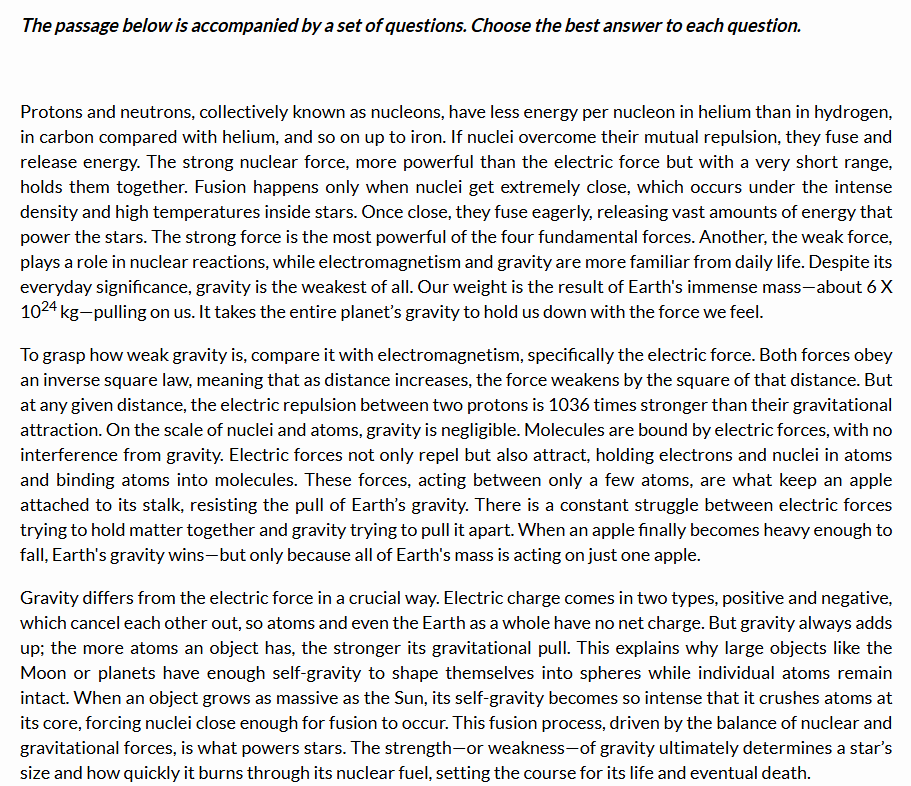 The passage below is accompanied by a set of questions. Choose the best answer to each question.
Protons and neutrons, collectively known as nucleons, have less energy per nucleon in helium than in hydrogen,
in carbon compared with helium, and so on up to iron. If nuclei overcome their mutual repulsion, they fuse and
release energy. The strong nuclear force, more powerful than the electric force but with a very short range,
holds them together. Fusion happens only when nuclei get extremely close, which occurs under the intense
density and high temperatures inside stars. Once close, they fuse eagerly, releasing vast amounts of energy that
power the stars. The strong force is the most powerful of the four fundamental forces. Another, the weak force,
plays a role in nuclear reactions, while electromagnetism and gravity are more familiar from daily life. Despite its
everyday significance, gravity is the weakest of all. Our weight is the result of Earth's immense mass—about 6 X
10²⁴ kg—pulling on us. It takes the entire planet’s gravity to hold us down with the force we feel.
To grasp how weak gravity is, compare it with electromagnetism, specifically the electric force. Both forces obey
an inverse square law, meaning that as distance increases, the force weakens by the square of that distance. But
at any given distance, the electric repulsion between two protons is 1036 times stronger than their gravitational
attraction. On the scale of nuclei and atoms, gravity is negligible. Molecules are bound by electric forces, with no
interference from gravity. Electric forces not only repel but also attract, holding electrons and nuclei in atoms
and binding atoms into molecules. These forces, acting between only a few atoms, are what keep an apple
attached to its stalk, resisting the pull of Earth’s gravity. There is a constant struggle between electric forces
trying to hold matter together and gravity trying to pull it apart. When an apple finally becomes heavy enough to
fall, Earth's gravity wins—but only because all of Earth's mass is acting on just one apple.
Gravity differs from the electric force in a crucial way. Electric charge comes in two types, positive and negative,
which cancel each other out, so atoms and even the Earth as a whole have no net charge. But gravity always adds
up; the more atoms an object has, the stronger its gravitational pull. This explains why large objects like the
Moon or planets have enough self-gravity to shape themselves into spheres while individual atoms remain
intact. When an object grows as massive as the Sun, its self-gravity becomes so intense that it crushes atoms at
its core, forcing nuclei close enough for fusion to occur. This fusion process, driven by the balance of nuclear and
gravitational forces, is what powers stars. The strength—or weakness—of gravity ultimately determines a star’s
size and how quickly it burns through its nuclear fuel, setting the course for its life and eventual death.